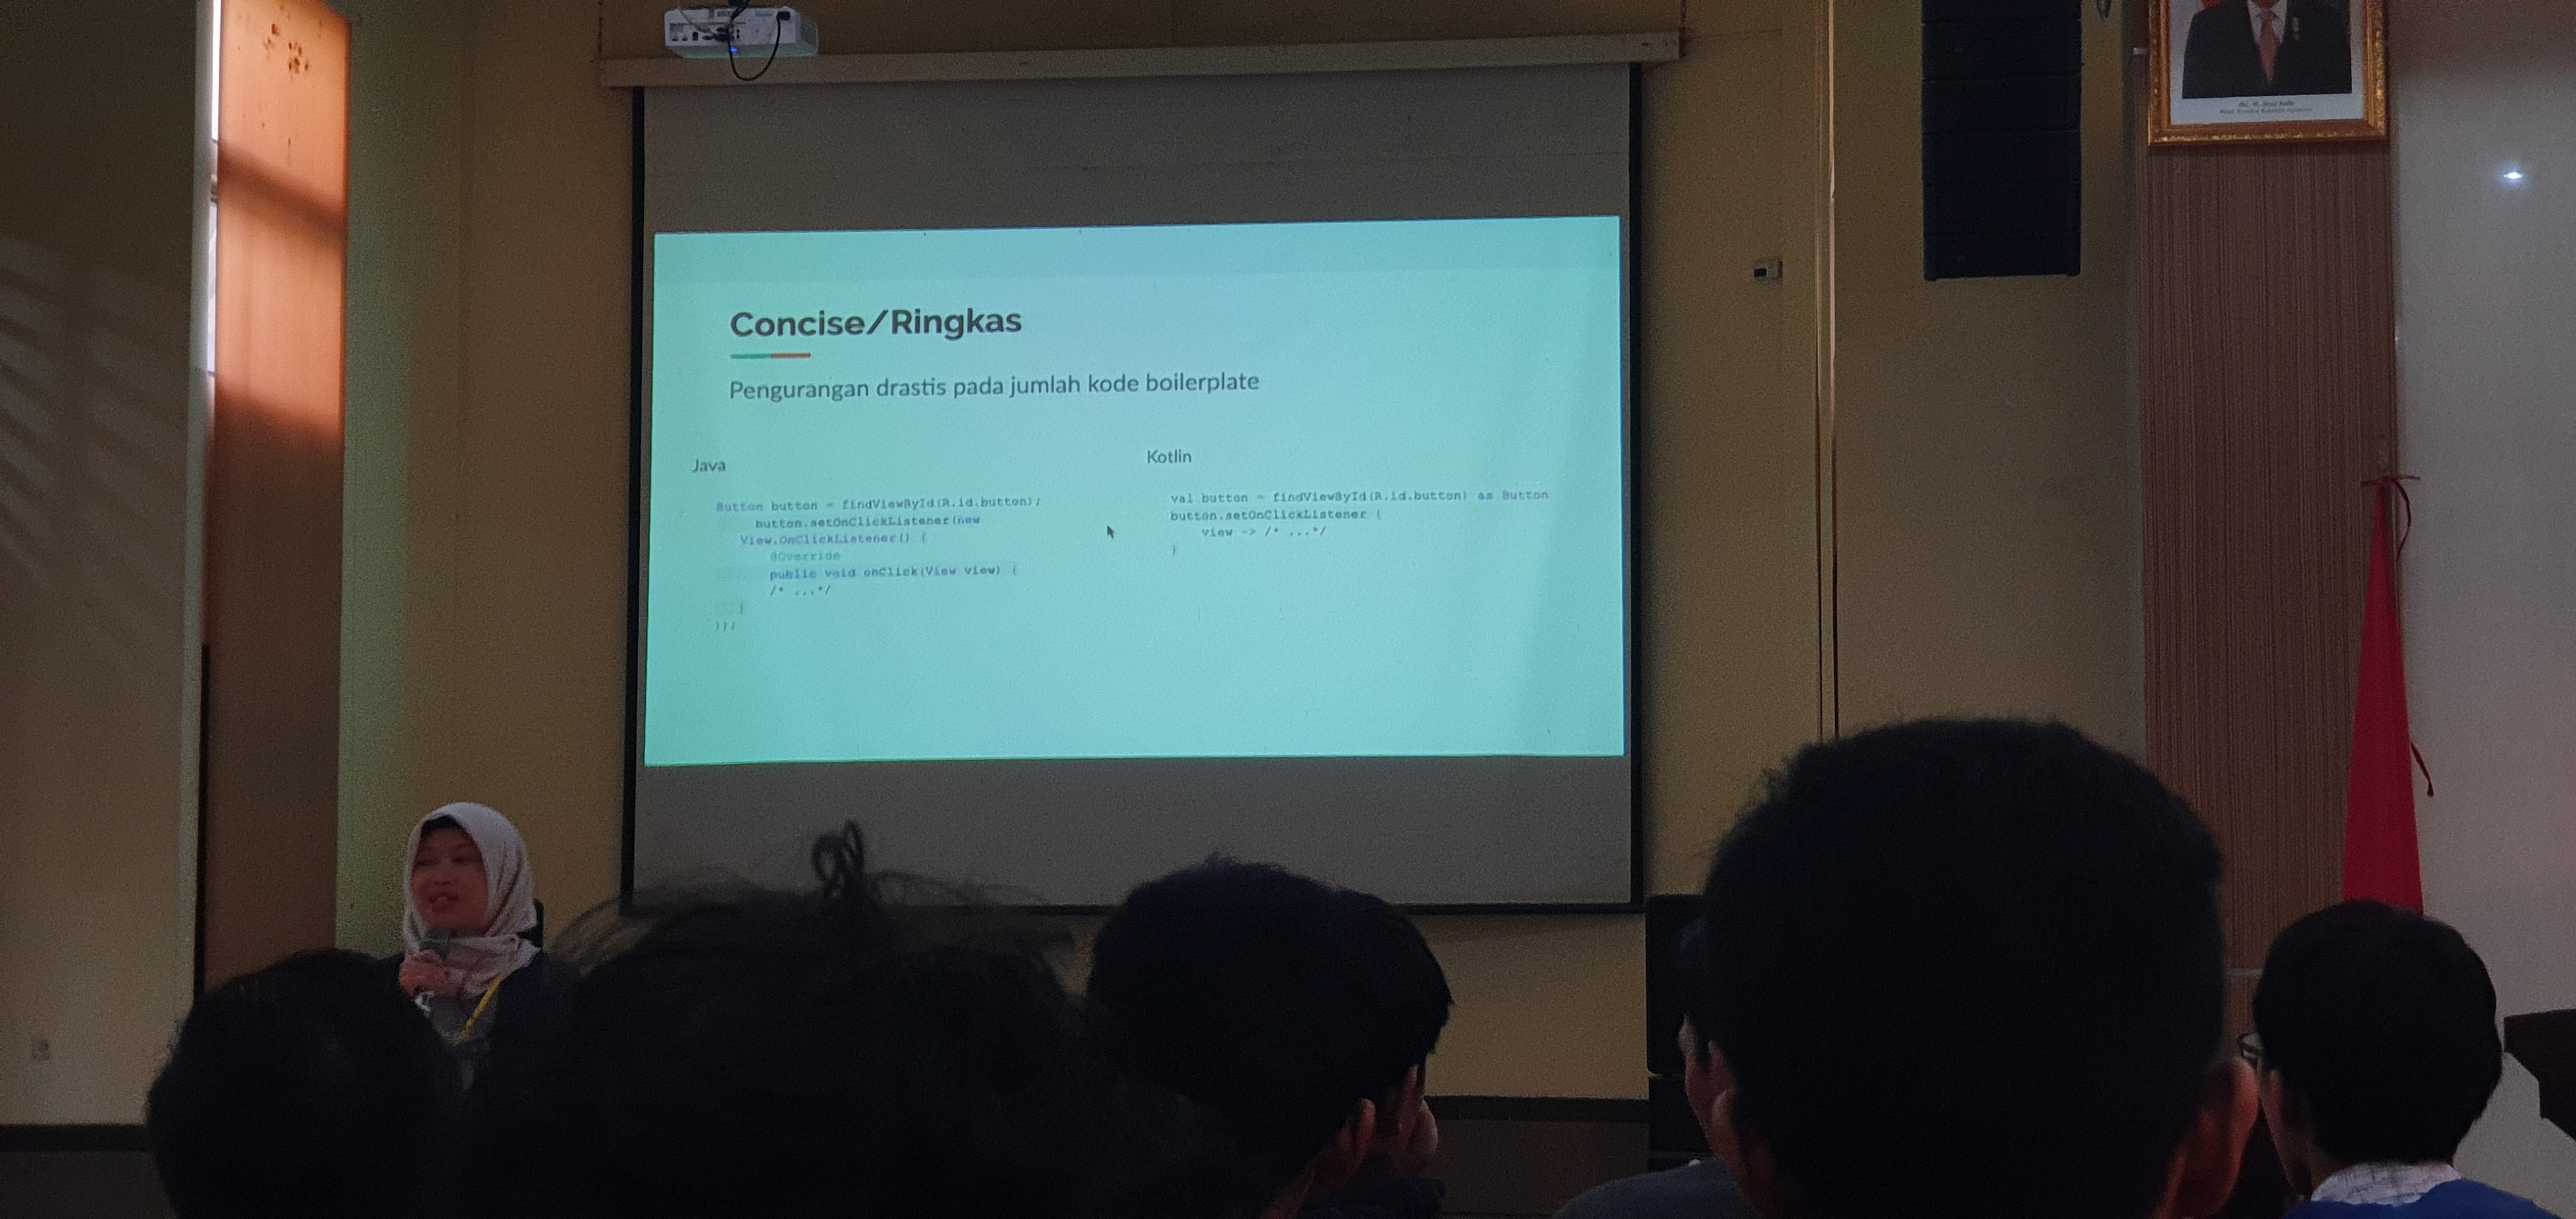 Concise/Ringkas
Pengurangan drastis pada jumlah kode boilerplate
Java
Button button = findViewById(R.id.button);
button.setOnClickListener(new
View.OnClickListener() {
@Override
public void onClick(View view) {
/* ...*/
}
});
Kotlin
val button = findViewById(R.id.button) as Button
button.setOnClickListener {
view -> /* ...*/
}